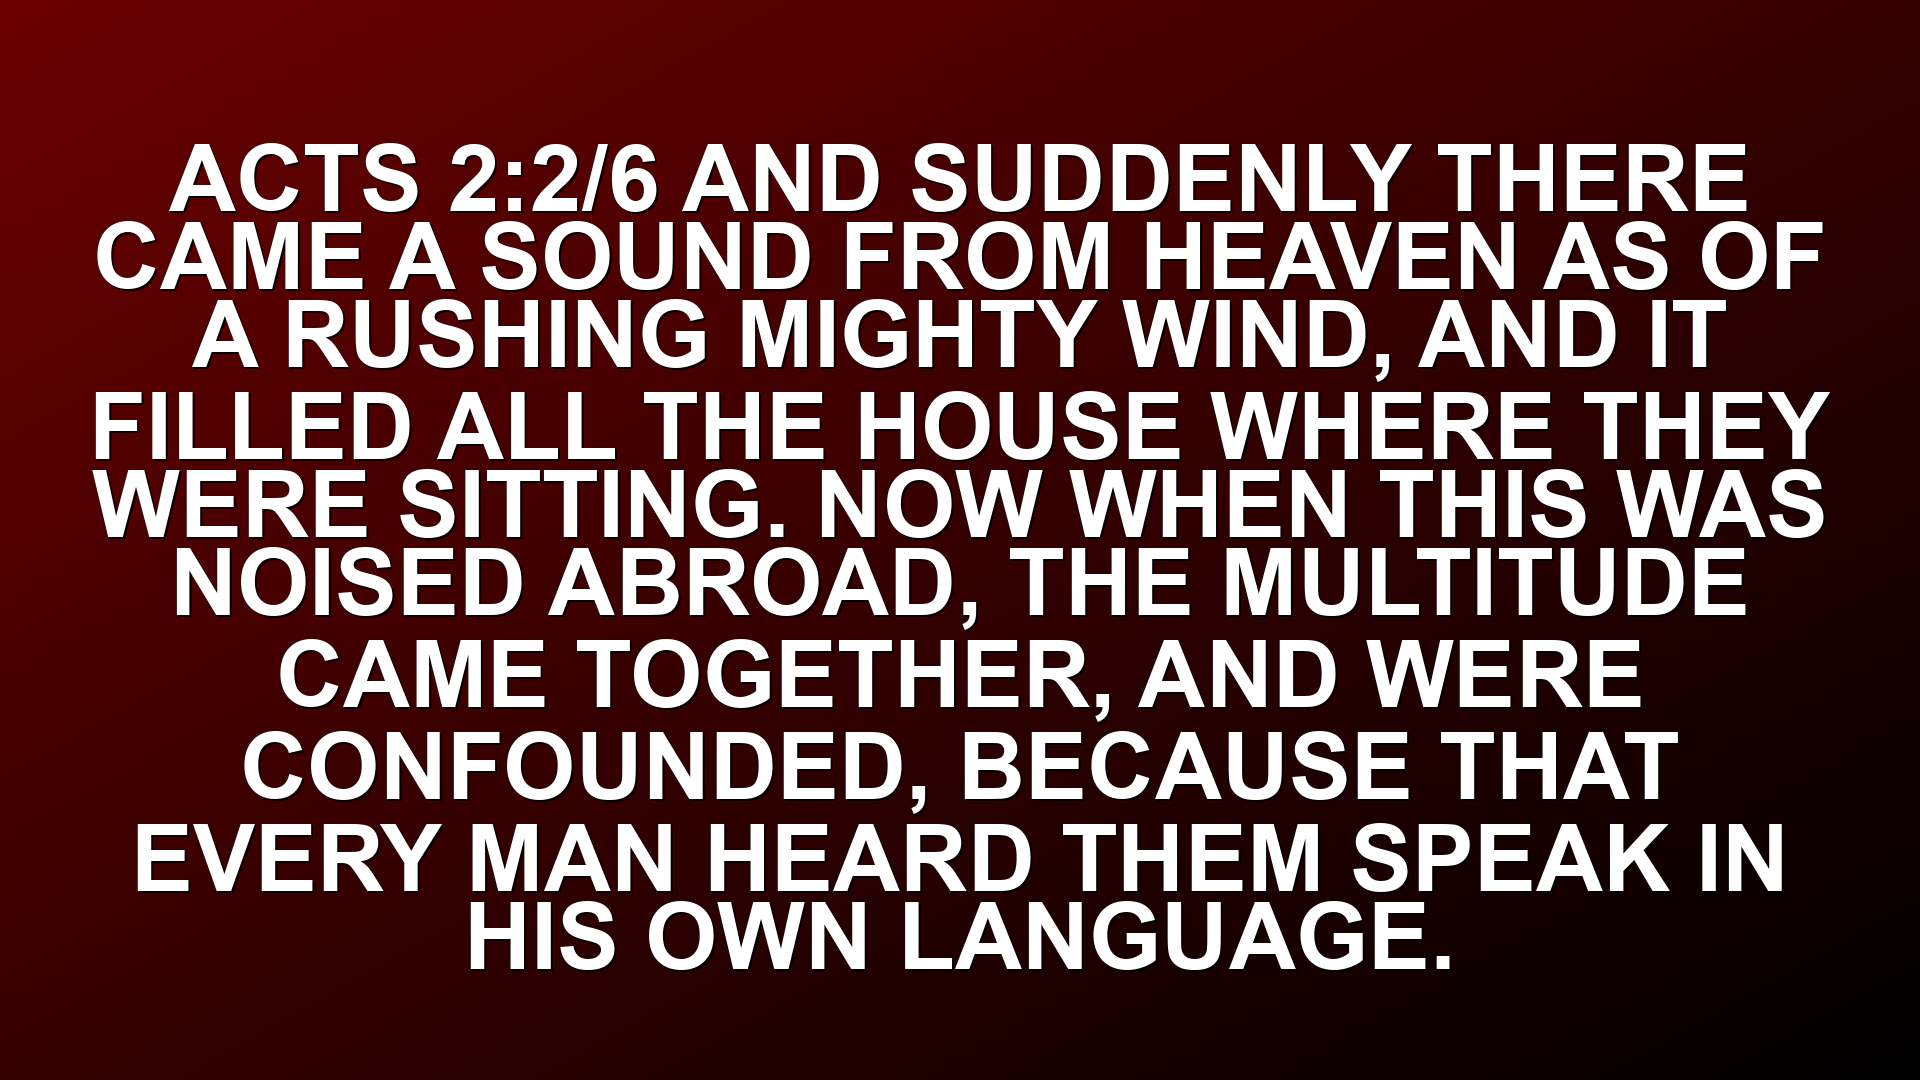 ACTS 2:2/6 AND SUDDENLY THERE
CAME A SOUND FROM HEAVEN AS OF
A RUSHING MIGHTY WIND, AND IT
FILLED ALL THE HOUSE WHERE THEY
WERE SITTING. NOW WHEN THIS WAS
NOISED ABROAD, THE MULTITUDE
CAME TOGETHER, AND WERE
CONFOUNDED, BECAUSE THAT
EVERY MAN HEARD THEM SPEAK IN
HIS OWN LANGUAGE.